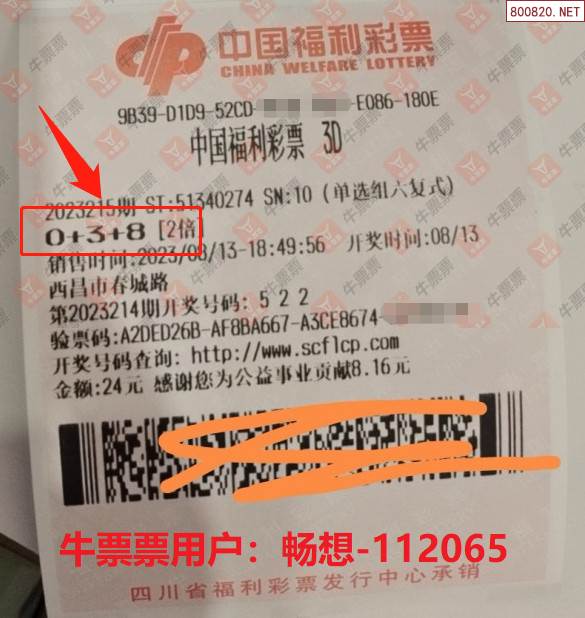 800820.NET
中国福利彩票
CHINA WELFARE LOTTERY
9B39-D1D9-52CD- -E086-180E
中国福利彩票 3D
2023215期 ST:51340274 SN:10 (单选组六复式)
0+3+8 [2倍]
销售时间:2023/08/13-18:49:56 开奖时间:08/13
西昌市春城路
第2023214期开奖号码: 5 2 2
验票码:A2DED26B-AF8BA667-A3CE8674-
开奖号码查询: http://www.scflcp.com
金额:24元 感谢您为公益事业贡献8.16元
牛票票用户：畅想-112065
四川省福利彩票发行中心承销
牛票票